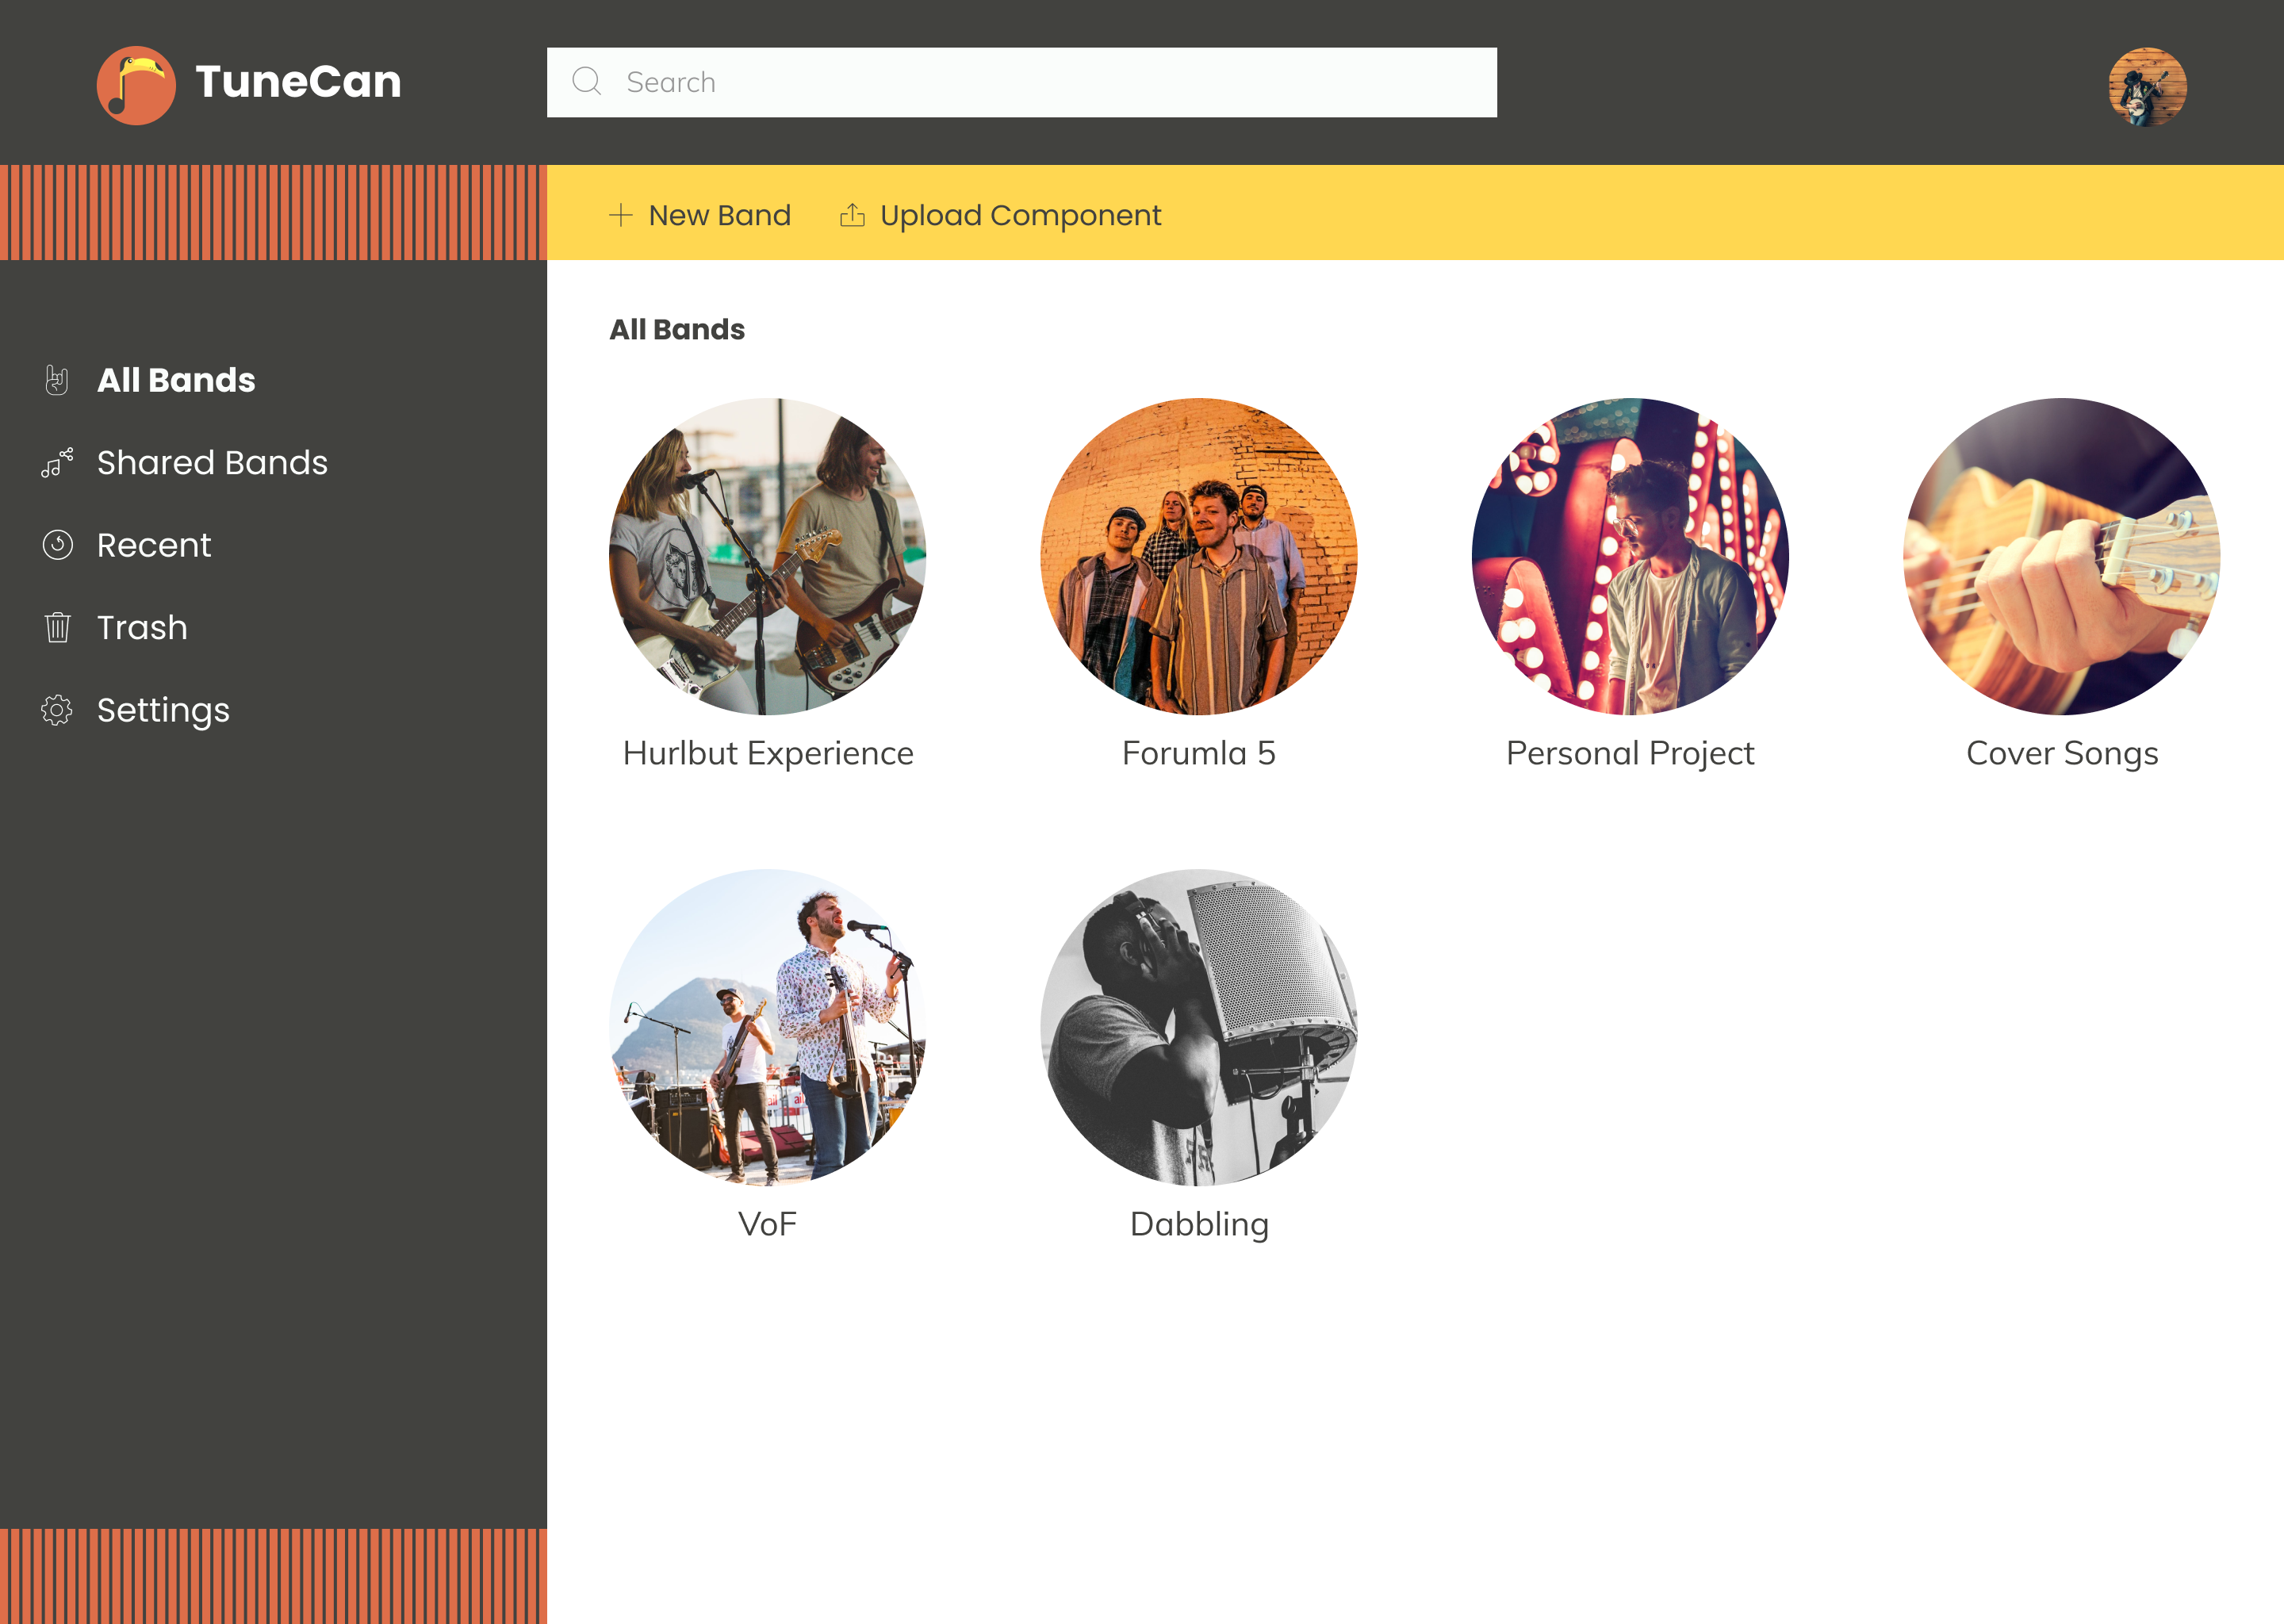 TuneCan
Search
New Band
Upload Component
All Bands
Shared Bands
Recent
Trash
Settings
All Bands
Hurlbut Experience
Forumla 5
Personal Project
Cover Songs
VoF
Dabbling